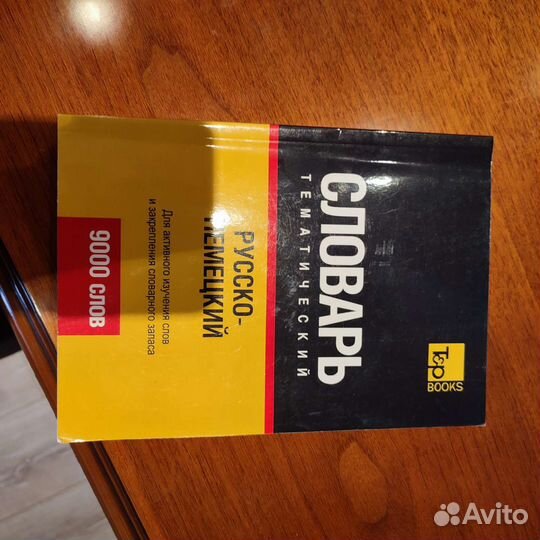 СЛОВАРЬ
ТЕМАТИЧЕСКИЙ
T&P
BOOKS
РУССКО-
НЕМЕЦКИЙ
Для активного изучения слов
и закрепления словарного запаса
9000 СЛОВ
Avito